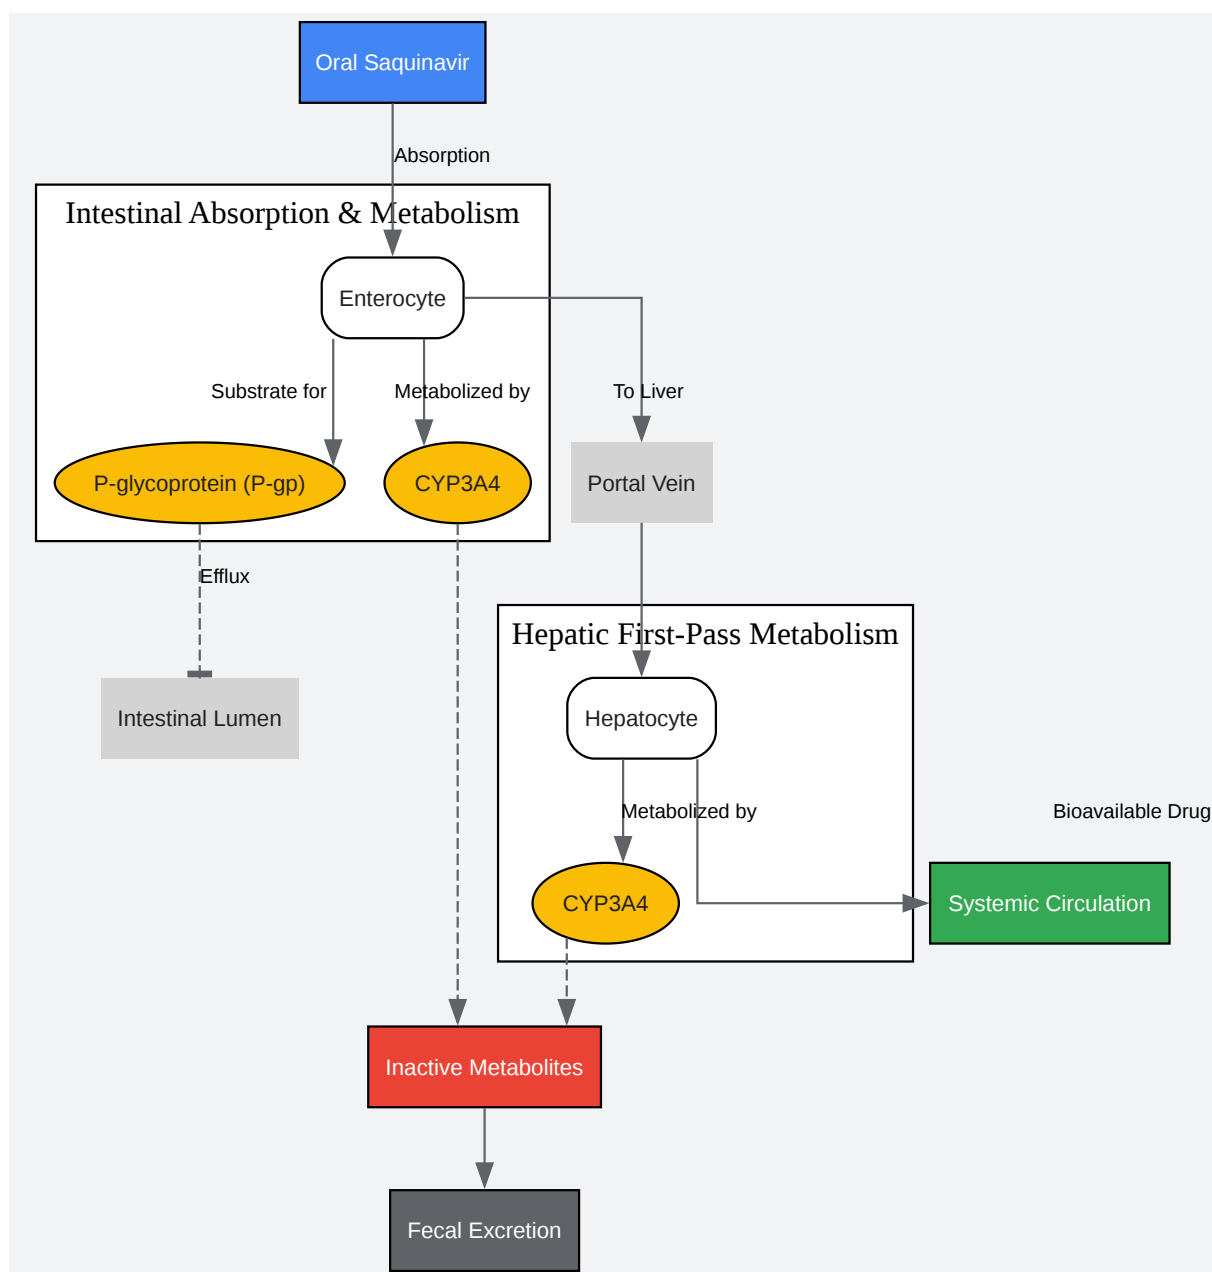 Oral Saquinavir
Absorption
Intestinal Absorption & Metabolism
Enterocyte
Substrate for
Metabolized by
To Liver
P-glycoprotein (P-gp)
CYP3A4
Portal Vein
Efflux
Hepatic First-Pass Metabolism
Intestinal Lumen
Hepatocyte
Metabolized by
Bioavailable Drug
CYP3A4
Systemic Circulation
Inactive Metabolites
Fecal Excretion